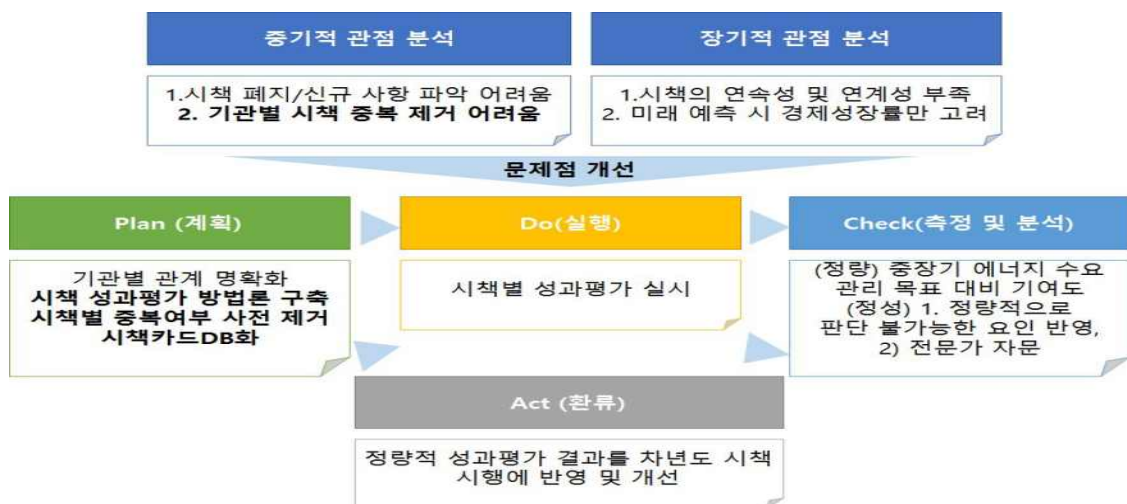 중기적 관점 분석
1.시책 폐지/신규 사항 파악 어려움
2. 기관별 시책 중복 제거 어려움
장기적 관점 분석
1.시책의 연속성 및 연계성 부족
2. 미래 예측 시 경제성장률만 고려
문제점 개선
Plan (계획)
기관별 관계 명확화
시책 성과평가 방법론 구축
시책별 중복여부 사전 제거
시책카드DB화
Do(실행)
시책별 성과평가 실시
Check(측정 및 분석)
(정량) 중장기 에너지 수요
관리 목표 대비 기여도
(정성) 1. 정량적으로
판단 불가능한 요인 반영,
2) 전문가 자문
Act (환류)
정량적 성과평가 결과를 차년도 시책
시행에 반영 및 개선